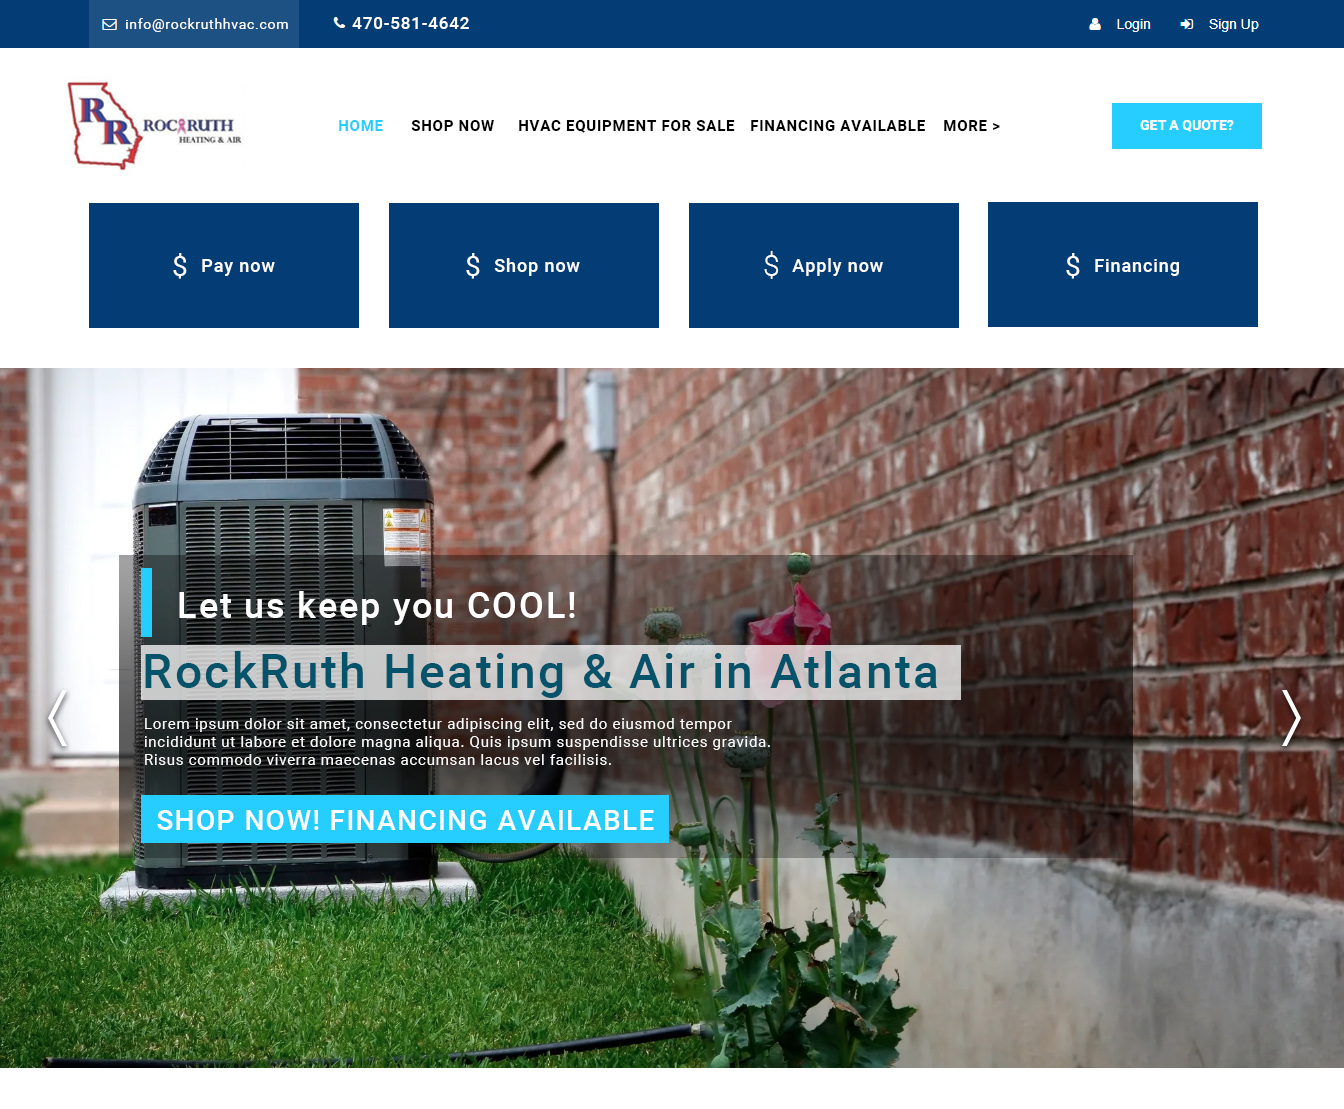 info@rockruthhvac.com
470-581-4642
Login
Sign Up
RR
ROCKRUTH
HEATING & AIR
HOME
SHOP NOW
HVAC EQUIPMENT FOR SALE
FINANCING AVAILABLE
MORE >
GET A QUOTE?
$ Pay now
$ Shop now
$ Apply now
$ Financing
Let us keep you COOL!
RockRuth Heating & Air in Atlanta
Lorem ipsum dolor sit amet, consectetur adipiscing elit, sed do eiusmod tempor
incididunt ut labore et dolore magna aliqua. Quis ipsum suspendisse ultrices gravida.
Risus commodo viverra maecenas accumsan lacus vel facilisis.
SHOP NOW! FINANCING AVAILABLE